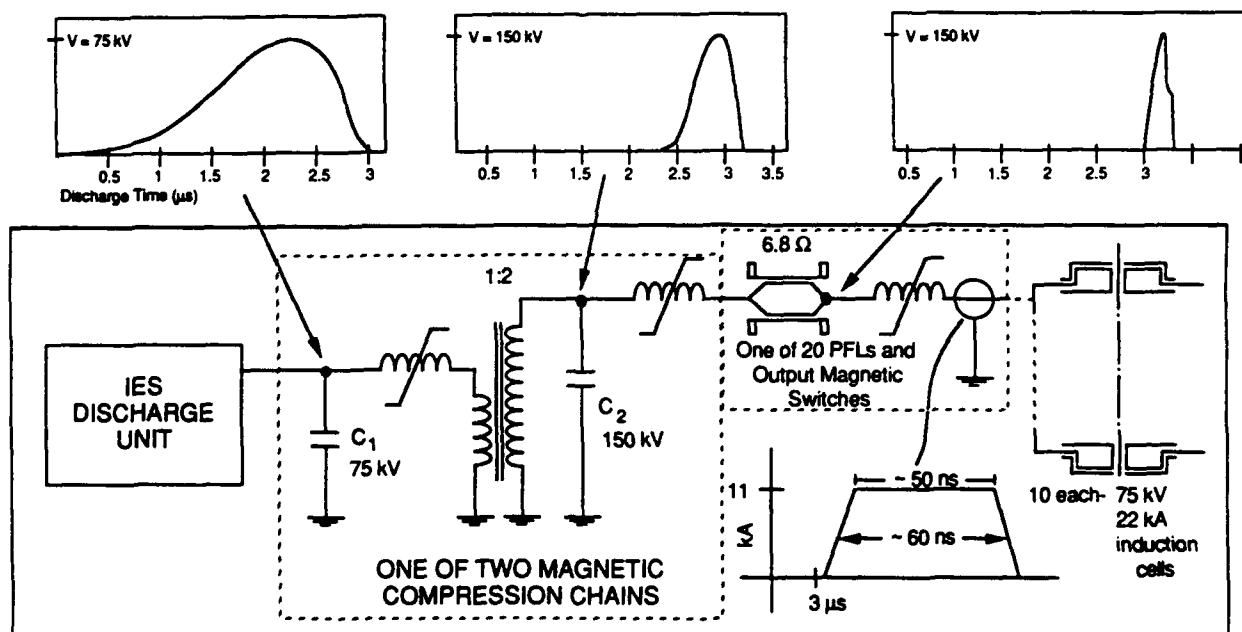 V = 75 kV
0.5 1 1.5 2 2.5 3
Discharge Time (μs)
V = 150 kV
0.5 1 1.5 2 2.5 3 3.5
V = 150 kV
0.5 1 1.5 2 2.5 3
IES
DISCHARGE
UNIT
C1
75 kV
1:2
C2
150 kV
ONE OF TWO MAGNETIC
COMPRESSION CHAINS
6.8 Ω
One of 20 PFLs and
Output Magnetic
Switches
11
kA
~ 50 ns
~ 60 ns
3 μs
10 each- 75 kV
22 kA
induction
cells